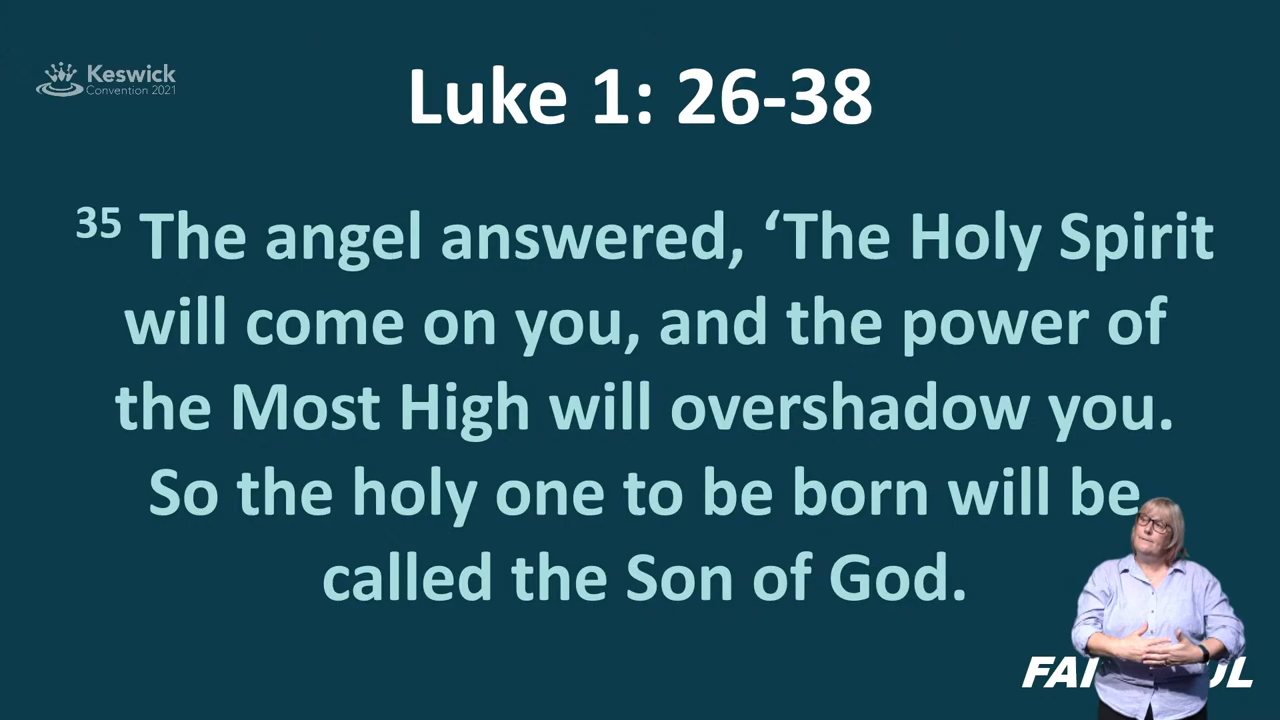 Keswick
Convention 2021
Luke 1: 26-38
35 The angel answered, ‘The Holy Spirit
will come on you, and the power of
the Most High will overshadow you.
So the holy one to be born will be
called the Son of God.